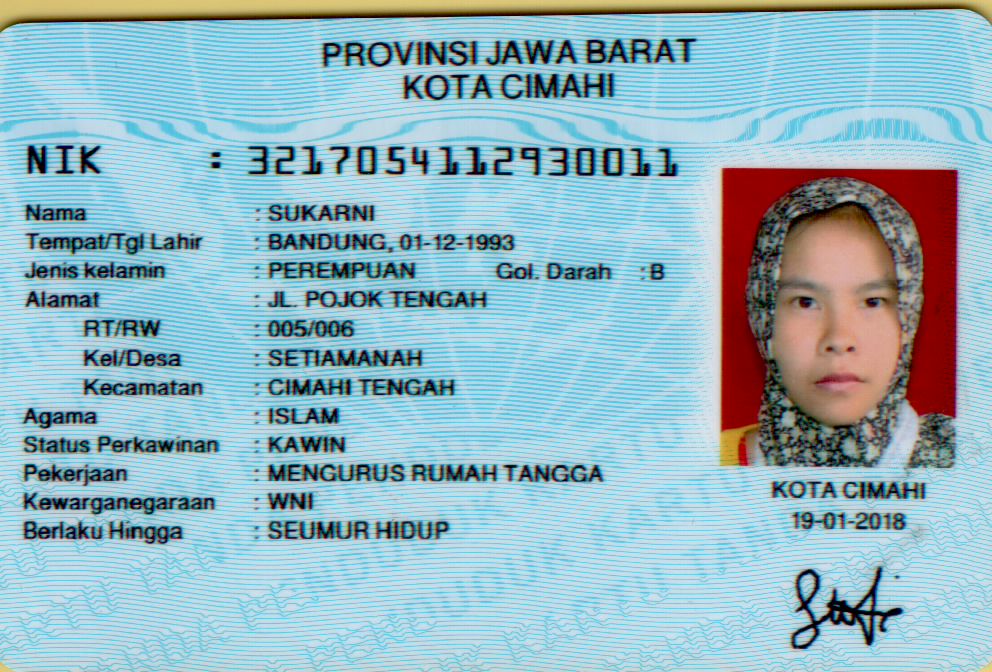 PROVINSI JAWA BARAT
KOTA CIMAHI
NIK : 3217054112930011
Nama : SUKARNI
Tempat/Tgl Lahir : BANDUNG, 01-12-1993
Jenis kelamin : PEREMPUAN Gol. Darah : B
Alamat : JL. POJOK TENGAH
RT/RW : 005/006
Kel/Desa : SETIAMANAH
Kecamatan : CIMAHI TENGAH
Agama : ISLAM
Status Perkawinan : KAWIN
Pekerjaan : MENGURUS RUMAH TANGGA
Kewarganegaraan : WNI
Berlaku Hingga : SEUMUR HIDUP
KOTA CIMAHI
19-01-2018